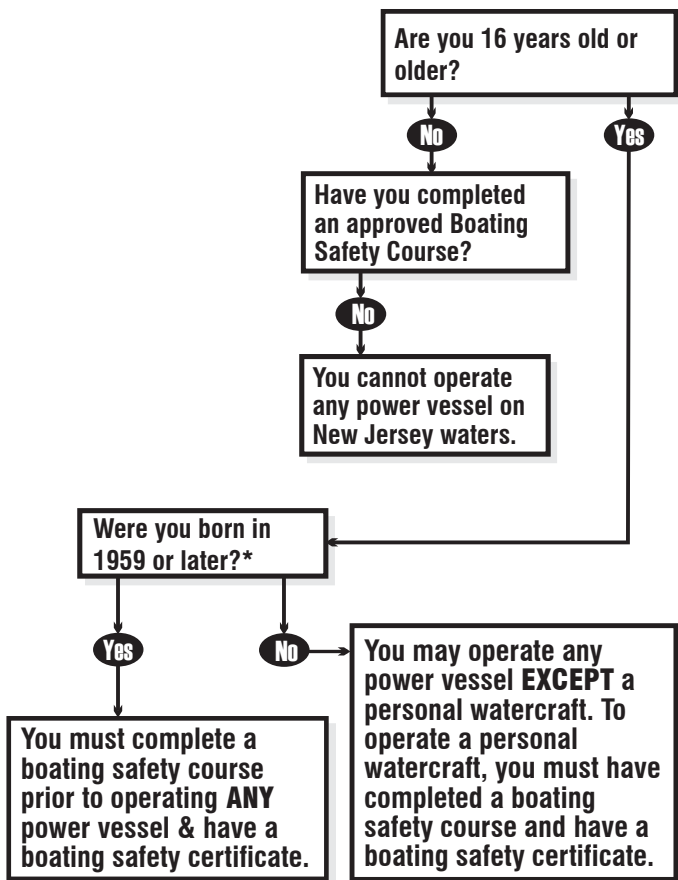 Are you 16 years old or
older?
No
Yes
Have you completed
an approved Boating
Safety Course?
No
You cannot operate
any power vessel on
New Jersey waters.
Were you born in
1959 or later?*
Yes
No
You must complete a
boating safety course
prior to operating ANY
power vessel & have a
boating safety certificate.
You may operate any
power vessel EXCEPT a
personal watercraft. To
operate a personal
watercraft, you must have
completed a boating
safety course and have a
boating safety certificate.